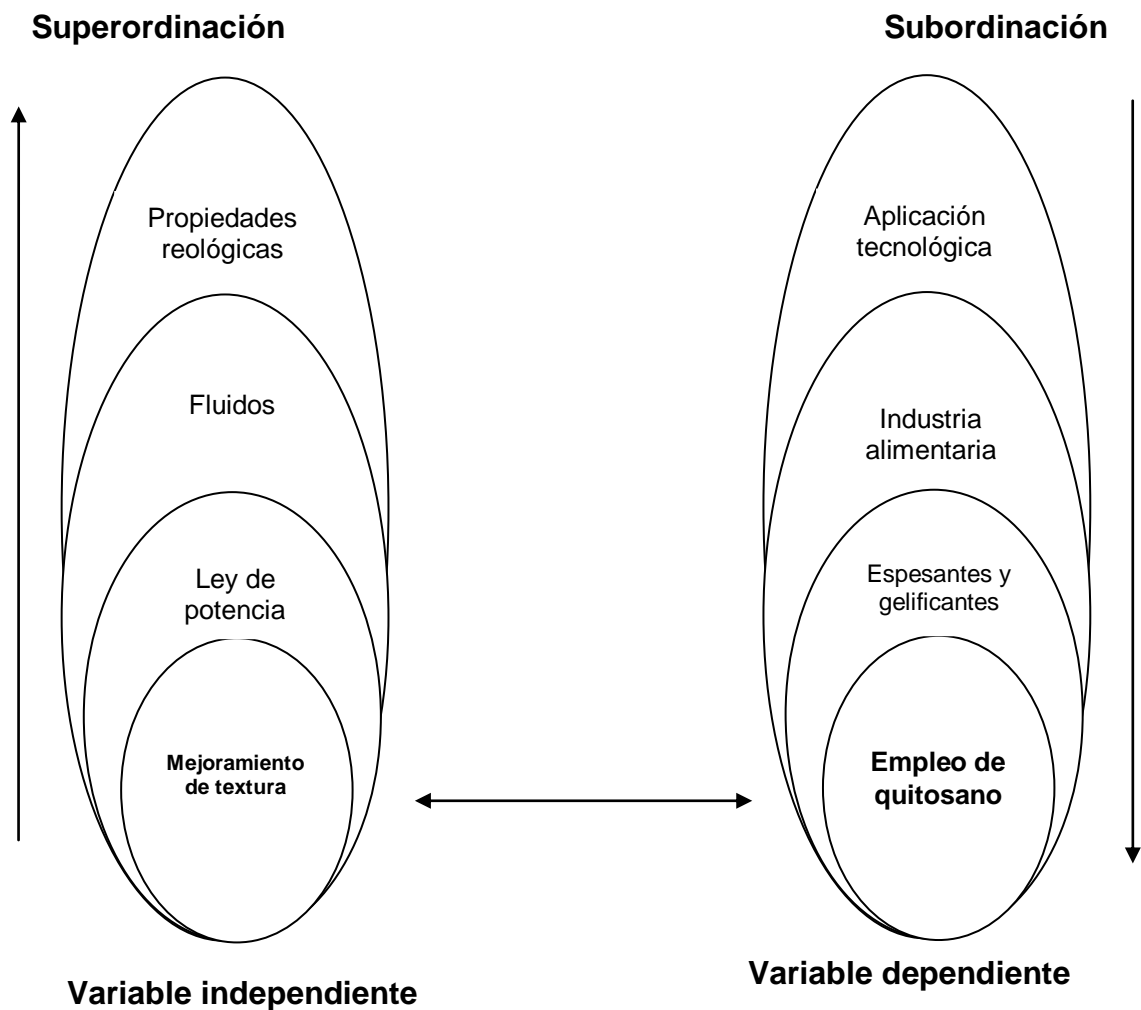 Superordinación
Subordinación
Propiedades
reológicas
Fluidos
Ley de
potencia
Mejoramiento
de textura
Aplicación
tecnológica
Industria
alimentaria
Espesantes y
gelificantes
Empleo de
quitosano
Variable independiente
Variable dependiente